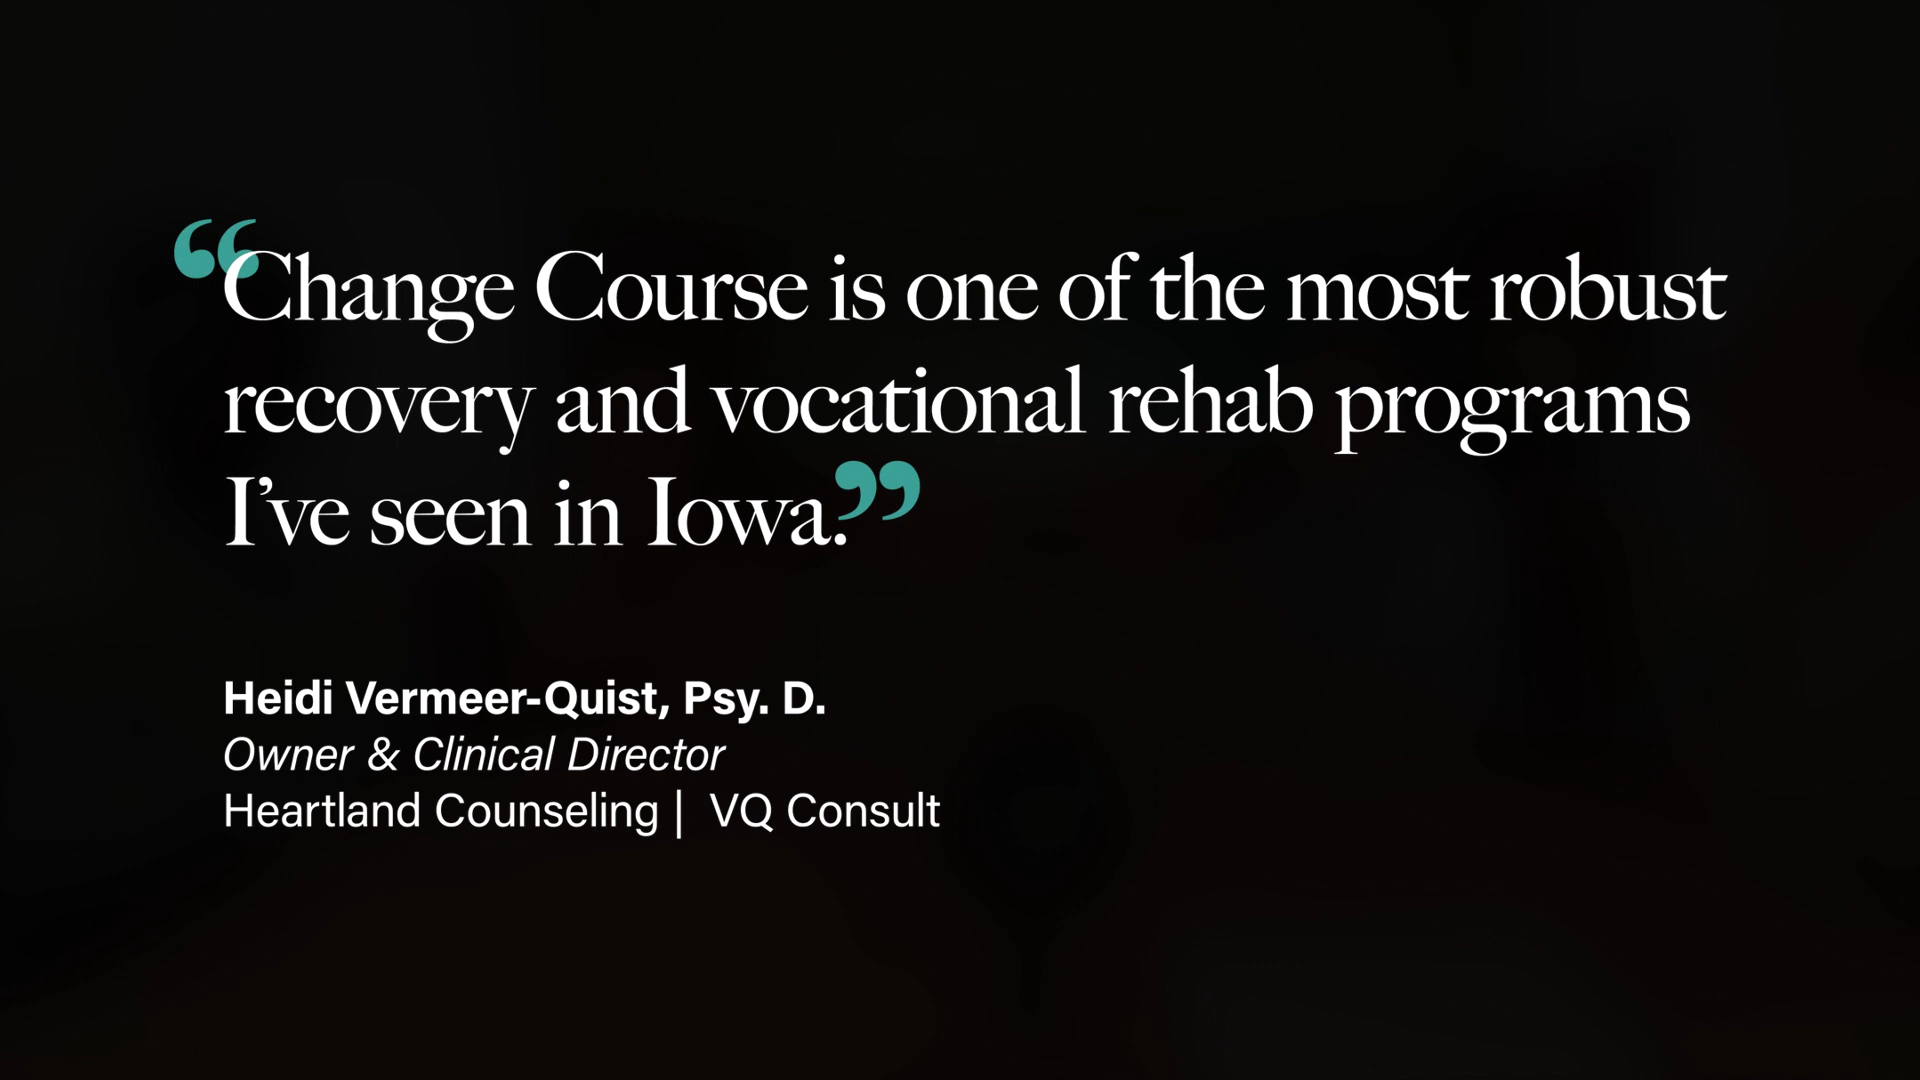 “Change Course is one of the most robust
recovery and vocational rehab programs
I’ve seen in Iowa.”
Heidi Vermeer-Quist, Psy. D.
Owner & Clinical Director
Heartland Counseling | VQ Consult